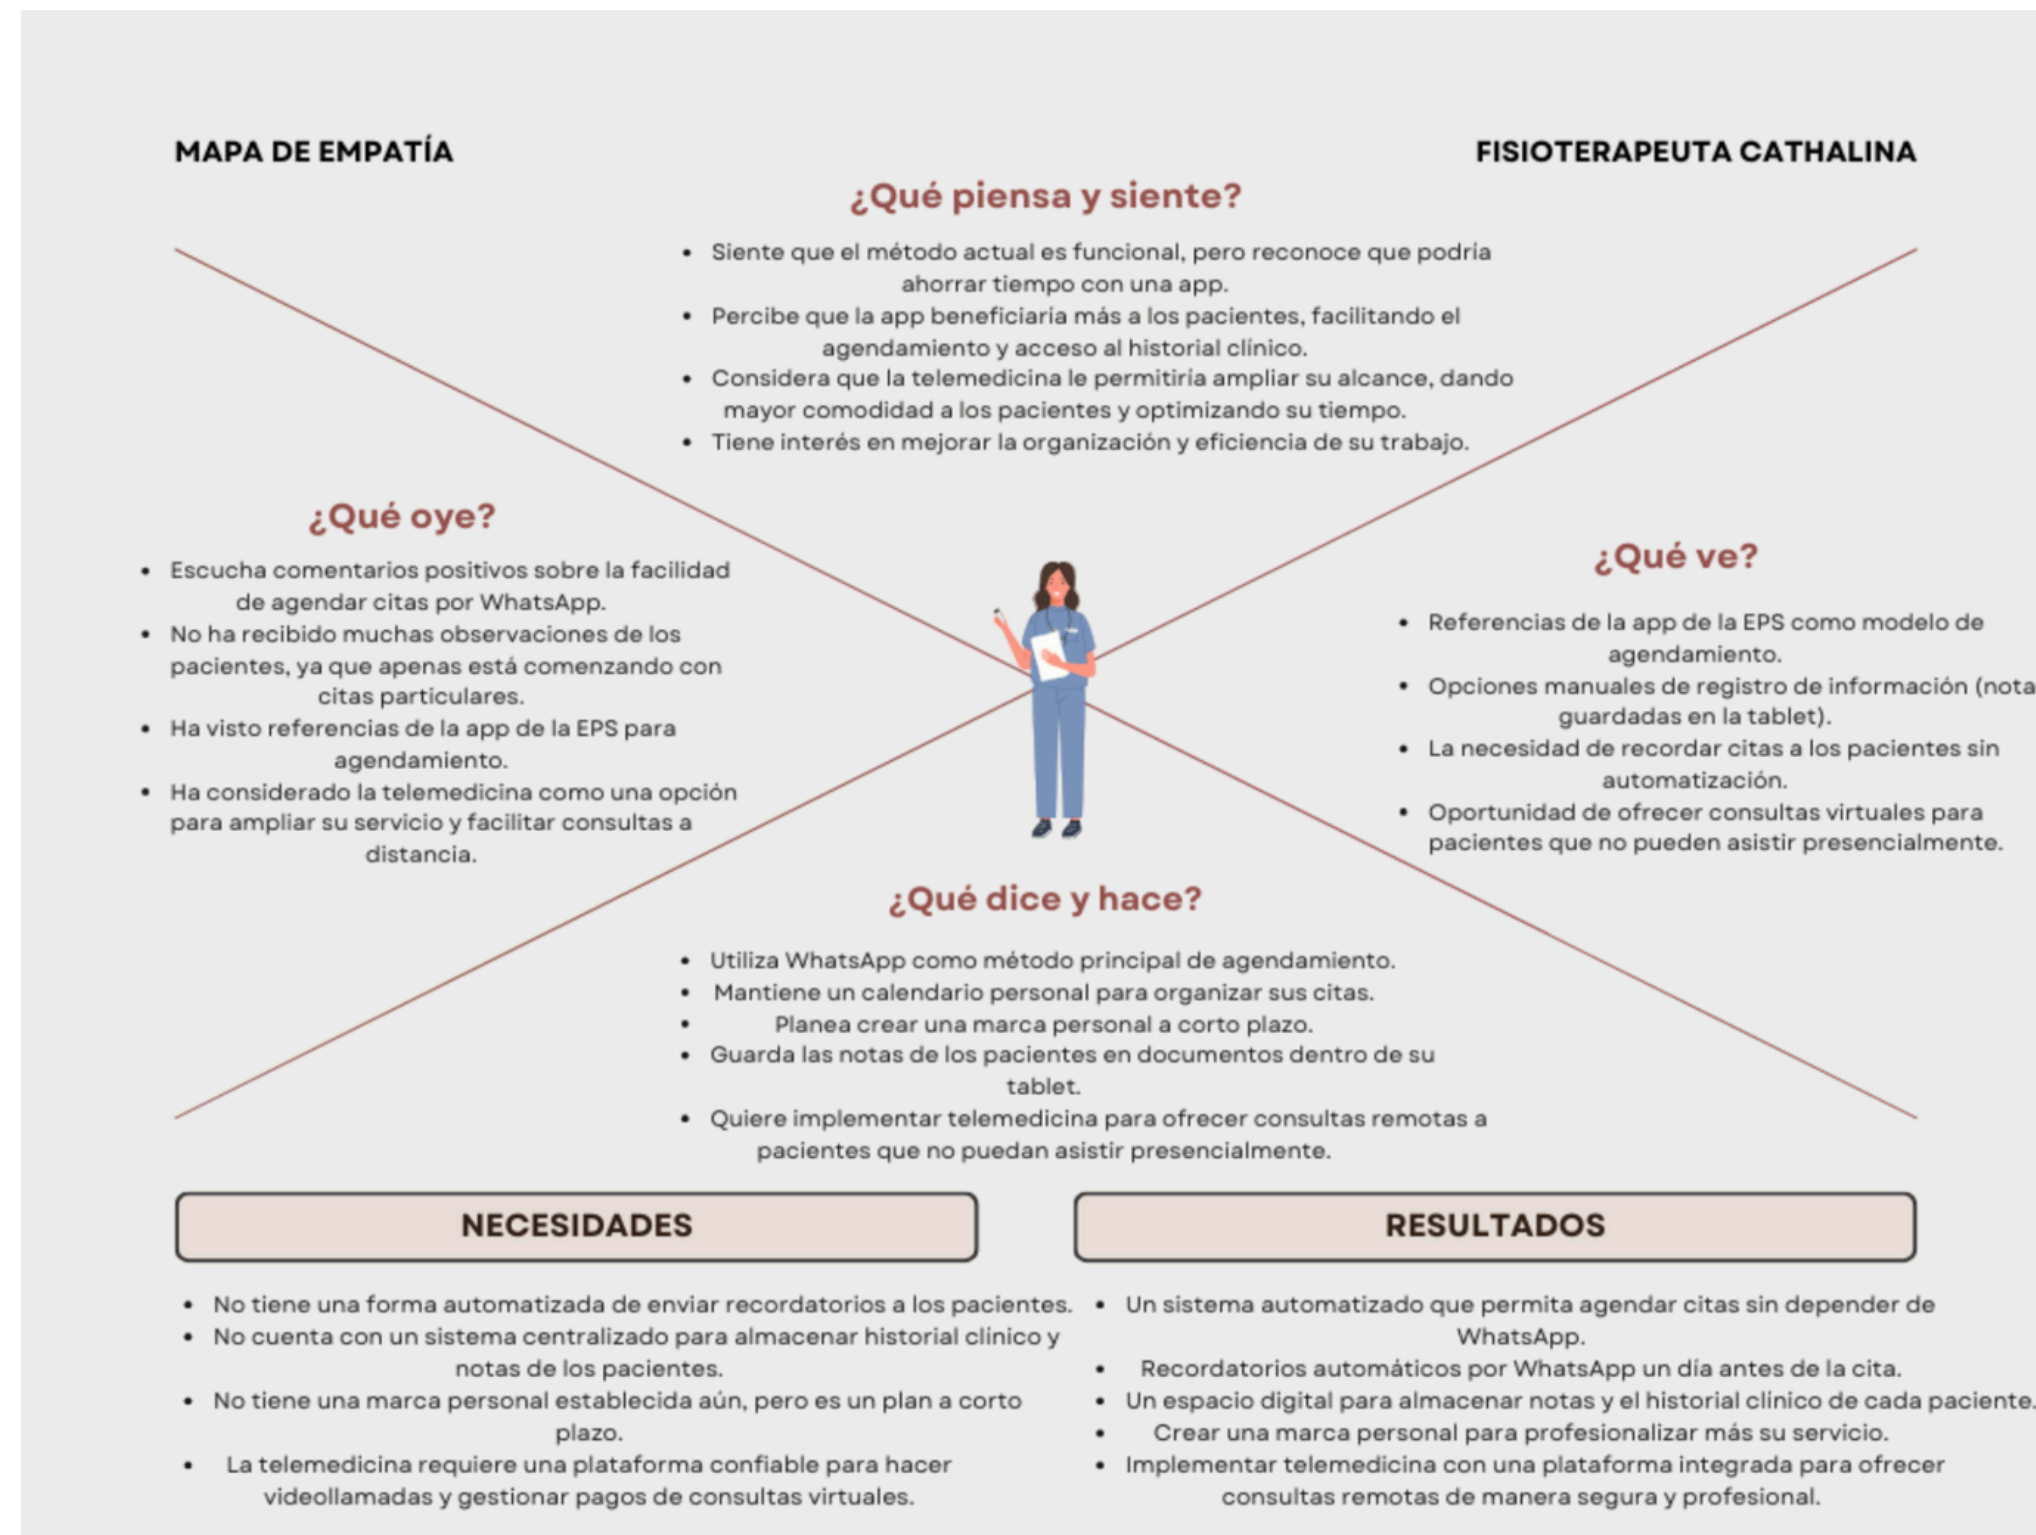 MAPA DE EMPATÍA
FISIOTERAPEUTA CATHALINA
¿Qué piensa y siente?
• Siente que el método actual es funcional, pero reconoce que podría
ahorrar tiempo con una app.
• Percibe que la app beneficiaría más a los pacientes, facilitando el
agendamiento y acceso al historial clínico.
• Considera que la telemedicina le permitiría ampliar su alcance, dando
mayor comodidad a los pacientes y optimizando su tiempo.
• Tiene interés en mejorar la organización y eficiencia de su trabajo.
¿Qué oye?
• Escucha comentarios positivos sobre la facilidad
de agendar citas por WhatsApp.
• No ha recibido muchas observaciones de los
pacientes, ya que apenas está comenzando con
citas particulares.
• Ha visto referencias de la app de la EPS para
agendamiento.
• Ha considerado la telemedicina como una opción
para ampliar su servicio y facilitar consultas a
distancia.
¿Qué ve?
• Referencias de la app de la EPS como modelo de
agendamiento.
• Opciones manuales de registro de información (nota
guardadas en la tablet).
• La necesidad de recordar citas a los pacientes sin
automatización.
• Oportunidad de ofrecer consultas virtuales para
pacientes que no pueden asistir presencialmente.
¿Qué dice y hace?
• Utiliza WhatsApp como método principal de agendamiento.
• Mantiene un calendario personal para organizar sus citas.
• Planea crear una marca personal a corto plazo.
• Guarda las notas de los pacientes en documentos dentro de su
tablet.
• Quiere implementar telemedicina para ofrecer consultas remotas a
pacientes que no puedan asistir presencialmente.
NECESIDADES
• No tiene una forma automatizada de enviar recordatorios a los pacientes.
• No cuenta con un sistema centralizado para almacenar historial clínico y
notas de los pacientes.
• No tiene una marca personal establecida aún, pero es un plan a corto
plazo.
• La telemedicina requiere una plataforma confiable para hacer
videollamadas y gestionar pagos de consultas virtuales.
RESULTADOS
• Un sistema automatizado que permita agendar citas sin depender de
WhatsApp.
• Recordatorios automáticos por WhatsApp un día antes de la cita.
• Un espacio digital para almacenar notas y el historial clínico de cada paciente.
• Crear una marca personal para profesionalizar más su servicio.
• Implementar telemedicina con una plataforma integrada para ofrecer
consultas remotas de manera segura y profesional.